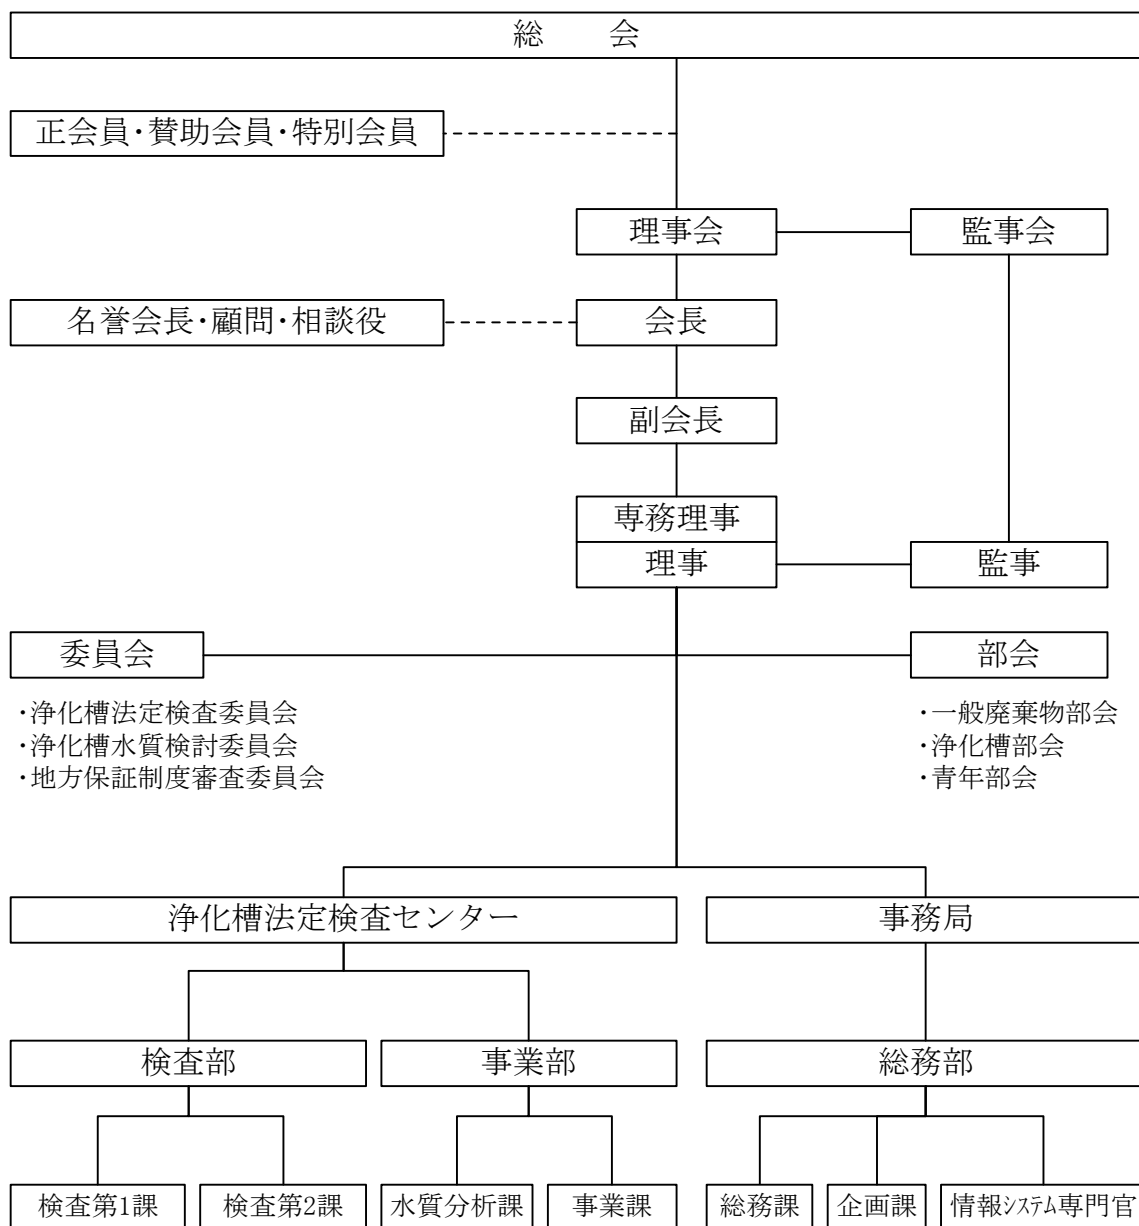 総　　会
正会員・賛助会員・特別会員
理事会
監事会
名誉会長・顧問・相談役
会長
副会長
専務理事
理事
監事
委員会
部会
・浄化槽法定検査委員会
・浄化槽水質検討委員会
・地方保証制度審査委員会
・一般廃棄物部会
・浄化槽部会
・青年部会
浄化槽法定検査センター
事務局
検査部
事業部
総務部
検査第1課
検査第2課
水質分析課
事業課
総務課
企画課
情報ｼｽﾃﾑ専門官